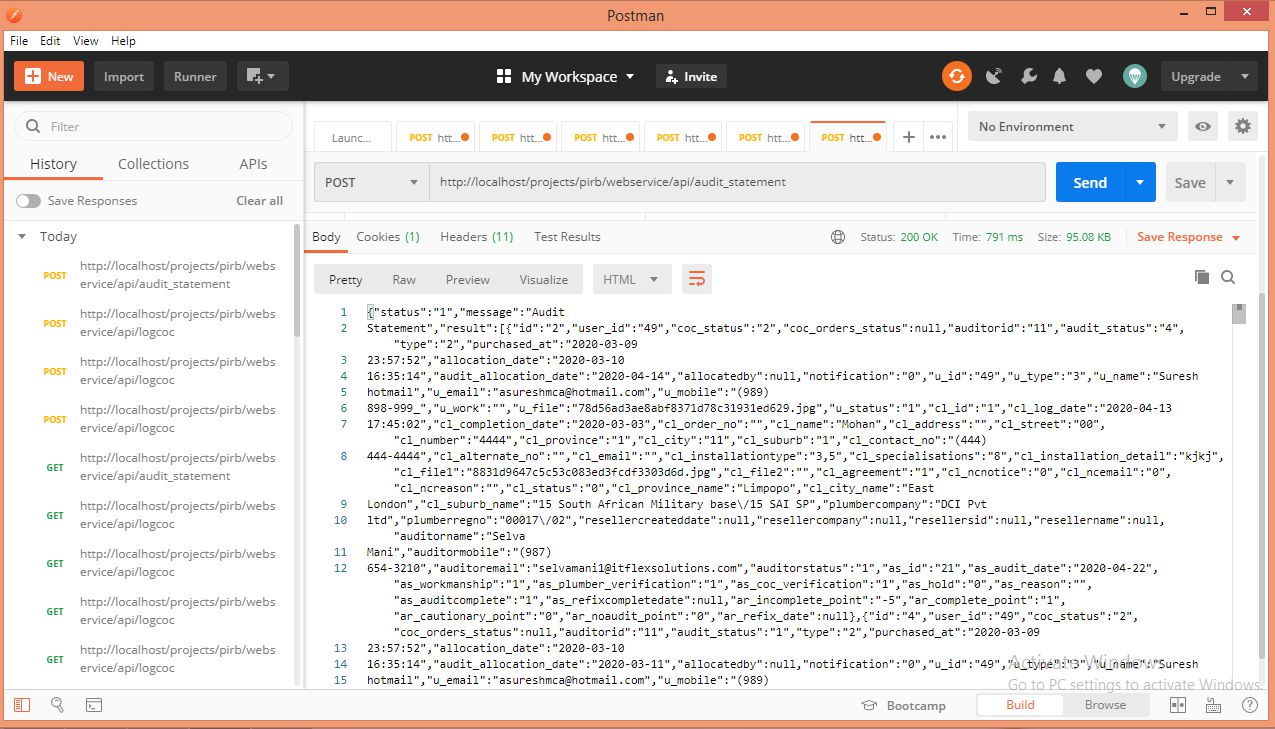 Postman
File Edit View Help
New Import Runner My Workspace Invite Upgrade
Filter
History Collections APIs
Save Responses Clear all
Today
POST http://localhost/projects/pirb/webs
ervice/api/audit_statement
POST http://localhost/projects/pirb/webs
ervice/api/logcoc
POST http://localhost/projects/pirb/webs
ervice/api/logcoc
POST http://localhost/projects/pirb/webs
ervice/api/logcoc
GET http://localhost/projects/pirb/webs
ervice/api/audit_statement
GET http://localhost/projects/pirb/webs
ervice/api/logcoc
GET http://localhost/projects/pirb/webs
ervice/api/logcoc
GET http://localhost/projects/pirb/webs
ervice/api/logcoc
GET http://localhost/projects/pirb/webs
ervice/api/logcoc
Launc... POST htt... POST htt... POST htt... POST htt... POST htt... POST htt... + ••• No Environment
POST http://localhost/projects/pirb/webservice/api/audit_statement Send Save
Body Cookies (1) Headers (11) Test Results Status: 200 OK Time: 791 ms Size: 95.08 KB Save Response
Pretty Raw Preview Visualize HTML
1 {"status":"1","message":"Audit
2 Statement","result":[{"id":"2","user_id":"49","coc_status":"2","coc_orders_status":null,"auditorid":"11","audit_status":"4",
"type":"2","purchased_at":"2020-03-09
3 23:57:52","allocation_date":"2020-03-10
4 16:35:14","audit_allocation_date":"2020-04-14","allocatedby":null,"notification":"0","u_id":"49","u_type":"3","u_name":"Suresh
5 hotmail","u_email":"asureshmca@hotmail.com","u_mobile":"(989)
6 898-999_","u_work":"","u_file":"78d56ad3ae8abf8371d78c31931ed629.jpg","u_status":"1","cl_id":"1","cl_log_date":"2020-04-13
7 17:45:02","cl_completion_date":"2020-03-03","cl_order_no":"","cl_name":"Mohan","cl_address":"","cl_street":"00",
"cl_number":"4444","cl_province":"1","cl_city":"11","cl_suburb":"1","cl_contact_no":"(444)
8 444-4444","cl_alternate_no":"","cl_email":"","cl_installationtype":"3,5","cl_specialisations":"8","cl_installation_detail":"kjkj",
"cl_file1":"8831d9647c5c53c083ed3fcdf3303d6d.jpg","cl_file2":"","cl_agreement":"1","cl_ncnotice":"0","cl_ncemail":"0",
"cl_ncreason":"","cl_status":"0","cl_province_name":"Limpopo","cl_city_name":"East
9 London","cl_suburb_name":"15 South African Military base\/15 SAI SP","plumbercompany":"DCI Pvt
10 ltd","plumberregno":"00017\/02","resellercreateddate":null,"resellercompany":null,"resellersid":null,"resellername":null,
"auditorname":"Selva
11 Mani","auditormobile":"(987)
12 654-3210","auditoremail":"selvamani1@itflexsolutions.com","auditorstatus":"1","as_id":"21","as_audit_date":"2020-04-22",
"as_workmanship":"1","as_plumber_verification":"1","as_coc_verification":"1","as_hold":"0","as_reason":"",
"as_auditcomplete":"1","as_refixcompletedate":null,"ar_incomplete_point":"-5","ar_complete_point":"1",
"ar_cautionary_point":"0","ar_noaudit_point":"0","ar_refix_date":null},{"id":"4","user_id":"49","coc_status":"2",
"coc_orders_status":null,"auditorid":"11","audit_status":"1","type":"2","purchased_at":"2020-03-09
13 23:57:52","allocation_date":"2020-03-10
14 16:35:14","audit_allocation_date":"2020-03-11","allocatedby":null,"notification":"0","u_id":"49","u_type":"3","u_name":"Suresh
15 hotmail","u_email":"asureshmca@hotmail.com","u_mobile":"(989)
Activate Windows
Go to PC settings to activate Windows.
Bootcamp Build Browse